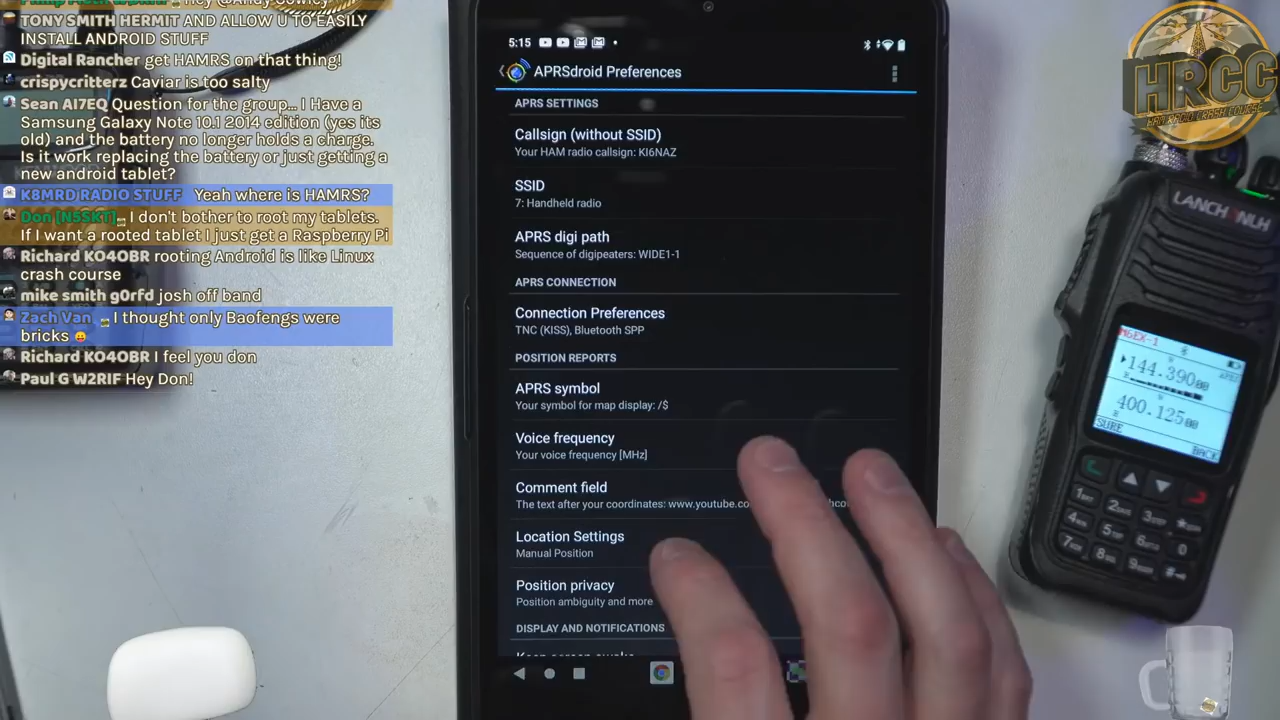 TONY SMITH HERMIT AND ALLOW U TO EASILY
INSTALL ANDROID STUFF
Digital Rancher get HAMRS on that thing!
crispycritterz Caviar is too salty
Sean AI7EQ Question for the group... I Have a
Samsung Galaxy Note 10.1 2014 edition (yes its
old) and the battery no longer holds a charge.
Is it work replacing the battery or just getting a
new android tablet?
K8MRD RADIO STUFF Yeah where is HAMRS?
Don [N5SKT] I don't bother to root my tablets.
If I want a rooted tablet I just get a Raspberry Pi
Richard KO4OBR rooting Android is like Linux
crash course
mike smith g0rfd josh off band
Zach Van I thought only Baofengs were
bricks
Richard KO4OBR I feel you don
Paul G W2RIF Hey Don!
5:15
APRSdroid Preferences
APRS SETTINGS
Callsign (without SSID)
Your HAM radio callsign: KI6NAZ
SSID
7: Handheld radio
APRS digi path
Sequence of digipeaters: WIDE1-1
APRS CONNECTION
Connection Preferences
TNC (KISS), Bluetooth SPP
POSITION REPORTS
APRS symbol
Your symbol for map display: /$
Voice frequency
Your voice frequency [MHz]
Comment field
The text after your coordinates: www.youtube.co
Location Settings
Manual Position
Position privacy
Position ambiguity and more
DISPLAY AND NOTIFICATIONS
HRCC
HAM RADIO CRASH COURSE
144.390
400.125